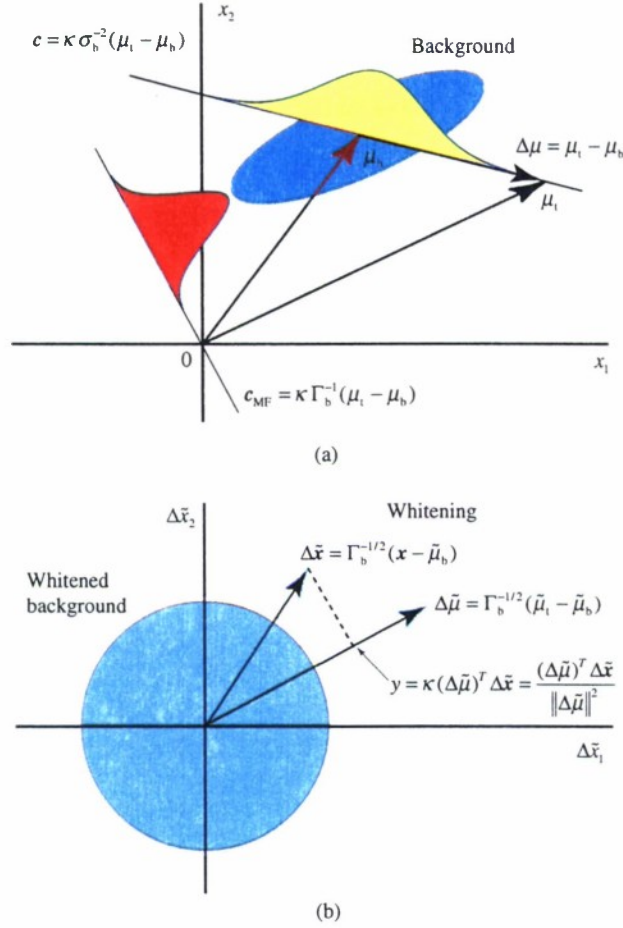 x₂
c = κ σ_b⁻² (μ_t − μ_b)
Background
Δμ = μ_t − μ_b
μ_b
μ_t
0
x₁
c_MF = κ Γ_b⁻¹ (μ_t − μ_b)
(a)
Δx̃₂
Whitening
Δx̃ = Γ_b^(−1/2) (x − μ̃_b)
Whitened
background
Δμ̃ = Γ_b^(−1/2) (μ̃_t − μ̃_b)
y = κ(Δμ̃)ᵀ Δx̃ = (Δμ̃)ᵀ Δx̃ / ‖Δμ̃‖²
Δx̃₁
(b)